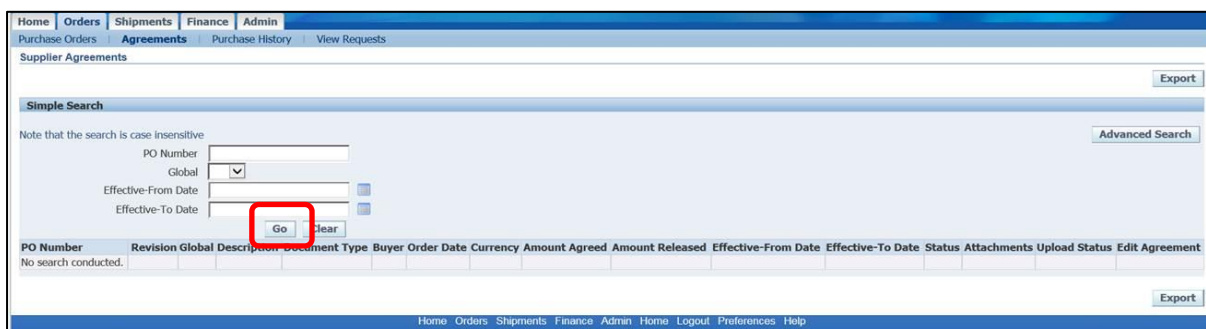 Home Orders Shipments Finance Admin
Purchase Orders | Agreements | Purchase History | View Requests
Supplier Agreements
Export
Simple Search
Note that the search is case insensitive
Advanced Search
PO Number
Global
Effective-From Date
Effective-To Date
Go Clear
PO Number Revision Global Description Document Type Buyer Order Date Currency Amount Agreed Amount Released Effective-From Date Effective-To Date Status Attachments Upload Status Edit Agreement
No search conducted.
Export
Home Orders Shipments Finance Admin Home Logout Preferences Help